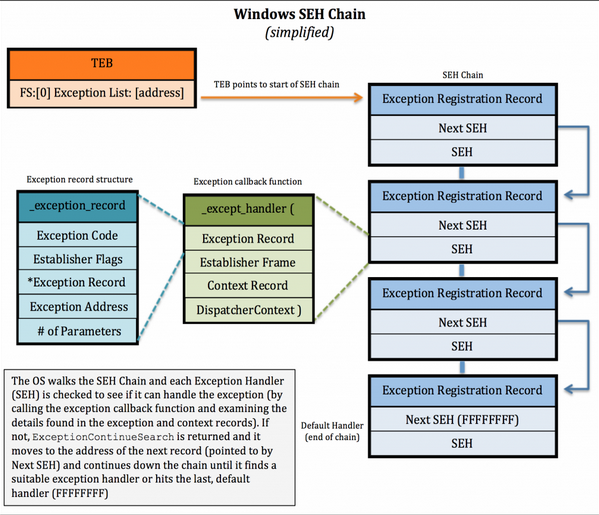 Windows SEH Chain
(simplified)
TEB
FS:[0] Exception List: [address]
TEB points to start of SEH chain
SEH Chain
Exception Registration Record
Next SEH
SEH
Exception Registration Record
Next SEH
SEH
Exception Registration Record
Next SEH
SEH
Default Handler
(end of chain)
Exception Registration Record
Next SEH (FFFFFFFF)
SEH
Exception record structure
_exception_record
Exception Code
Establisher Flags
*Exception Record
Exception Address
# of Parameters
Exception callback function
_except_handler (
Exception Record
Establisher Frame
Context Record
DispatcherContext )
The OS walks the SEH Chain and each Exception Handler
(SEH) is checked to see if it can handle the exception (by
calling the exception callback function and examining the
details found in the exception and context records). If
not, ExceptionContinueSearch is returned and it
moves to the address of the next record (pointed to by
Next SEH) and continues down the chain until it finds a
suitable exception handler or hits the last, default
handler (FFFFFFFF)